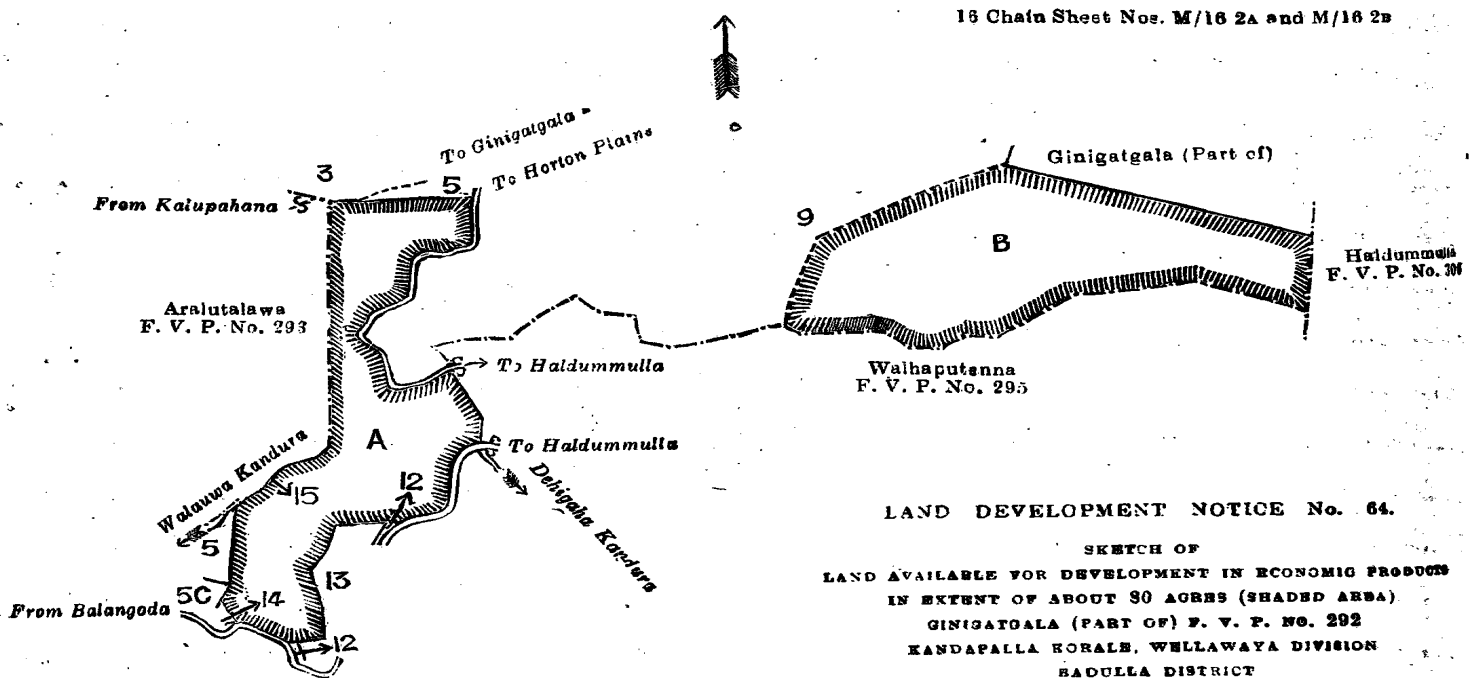 16 Chain Sheet Nos. M/16 2A and M/16 2B
To Ginigatgala
To Horton Plains
3
5
From Kalupahana
Ginigatgala (Part of)
9
B
Haldummulla
F. V. P. No. 306
Aralutalawa
F. V. P. No. 293
To Haldummulla
Walhaputenna
F. V. P. No. 295
A
To Haldummulla
Walauwa Kandura
15
12
Dehigaha Kandura
5
13
5C
14
From Balangoda
12
LAND DEVELOPMENT NOTICE No. 64.
SKETCH OF
LAND AVAILABLE FOR DEVELOPMENT IN ECONOMIC PRODUCTS
IN EXTENT OF ABOUT 80 ACRES (SHADED AREA)
GINIGATGALA (PART OF) F. V. P. NO. 292
KANDAPALLA KORALE, WELLAWAYA DIVISION
BADULLA DISTRICT